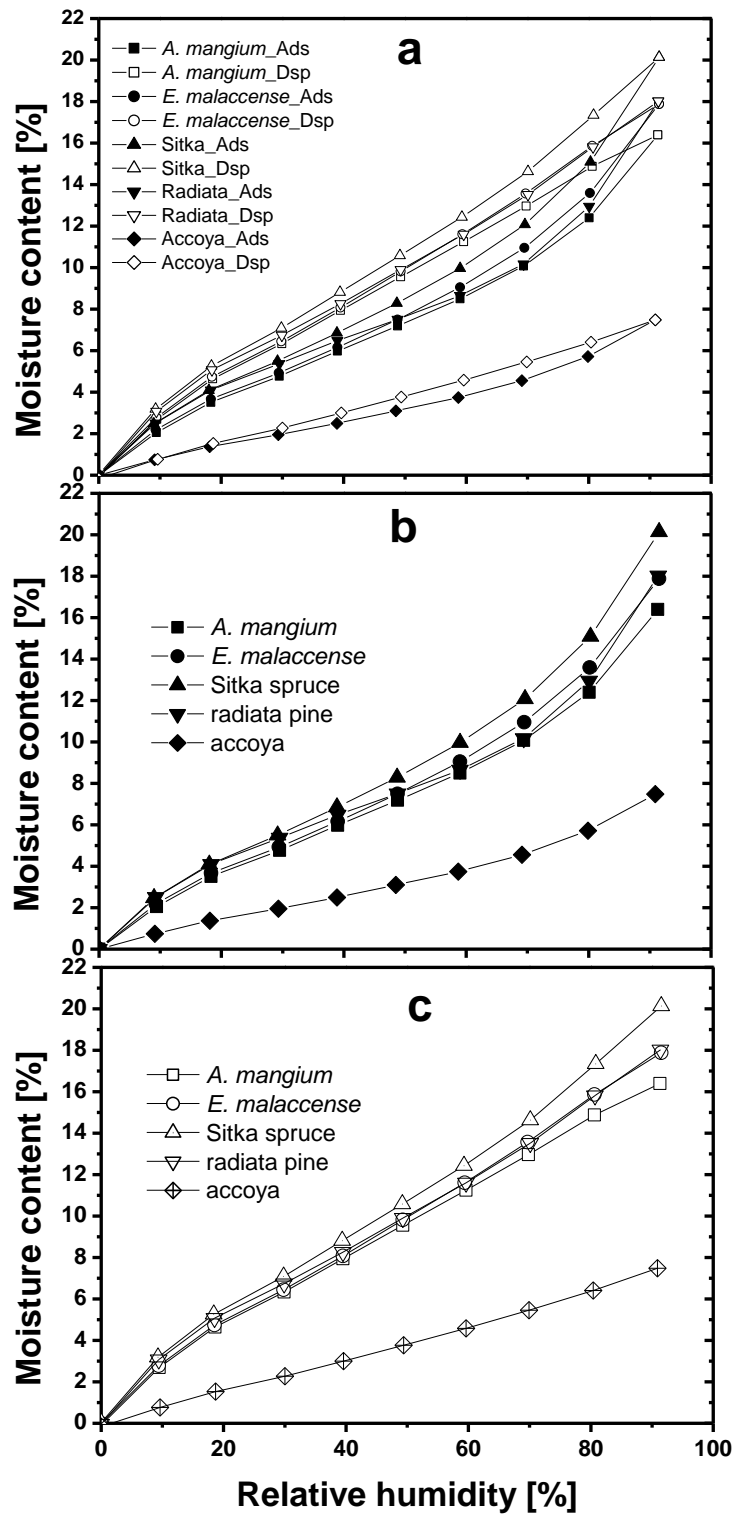 22
20
18
16
14
12
10
8
6
4
2
0
Moisture content [%]
a
A. mangium_Ads
A. mangium_Dsp
E. malaccense_Ads
E. malaccense_Dsp
Sitka_Ads
Sitka_Dsp
Radiata_Ads
Radiata_Dsp
Accoya_Ads
Accoya_Dsp
22
20
18
16
14
12
10
8
6
4
2
0
Moisture content [%]
b
A. mangium
E. malaccense
Sitka spruce
radiata pine
accoya
22
20
18
16
14
12
10
8
6
4
2
0
Moisture content [%]
c
A. mangium
E. malaccense
Sitka spruce
radiata pine
accoya
0 20 40 60 80 100
Relative humidity [%]